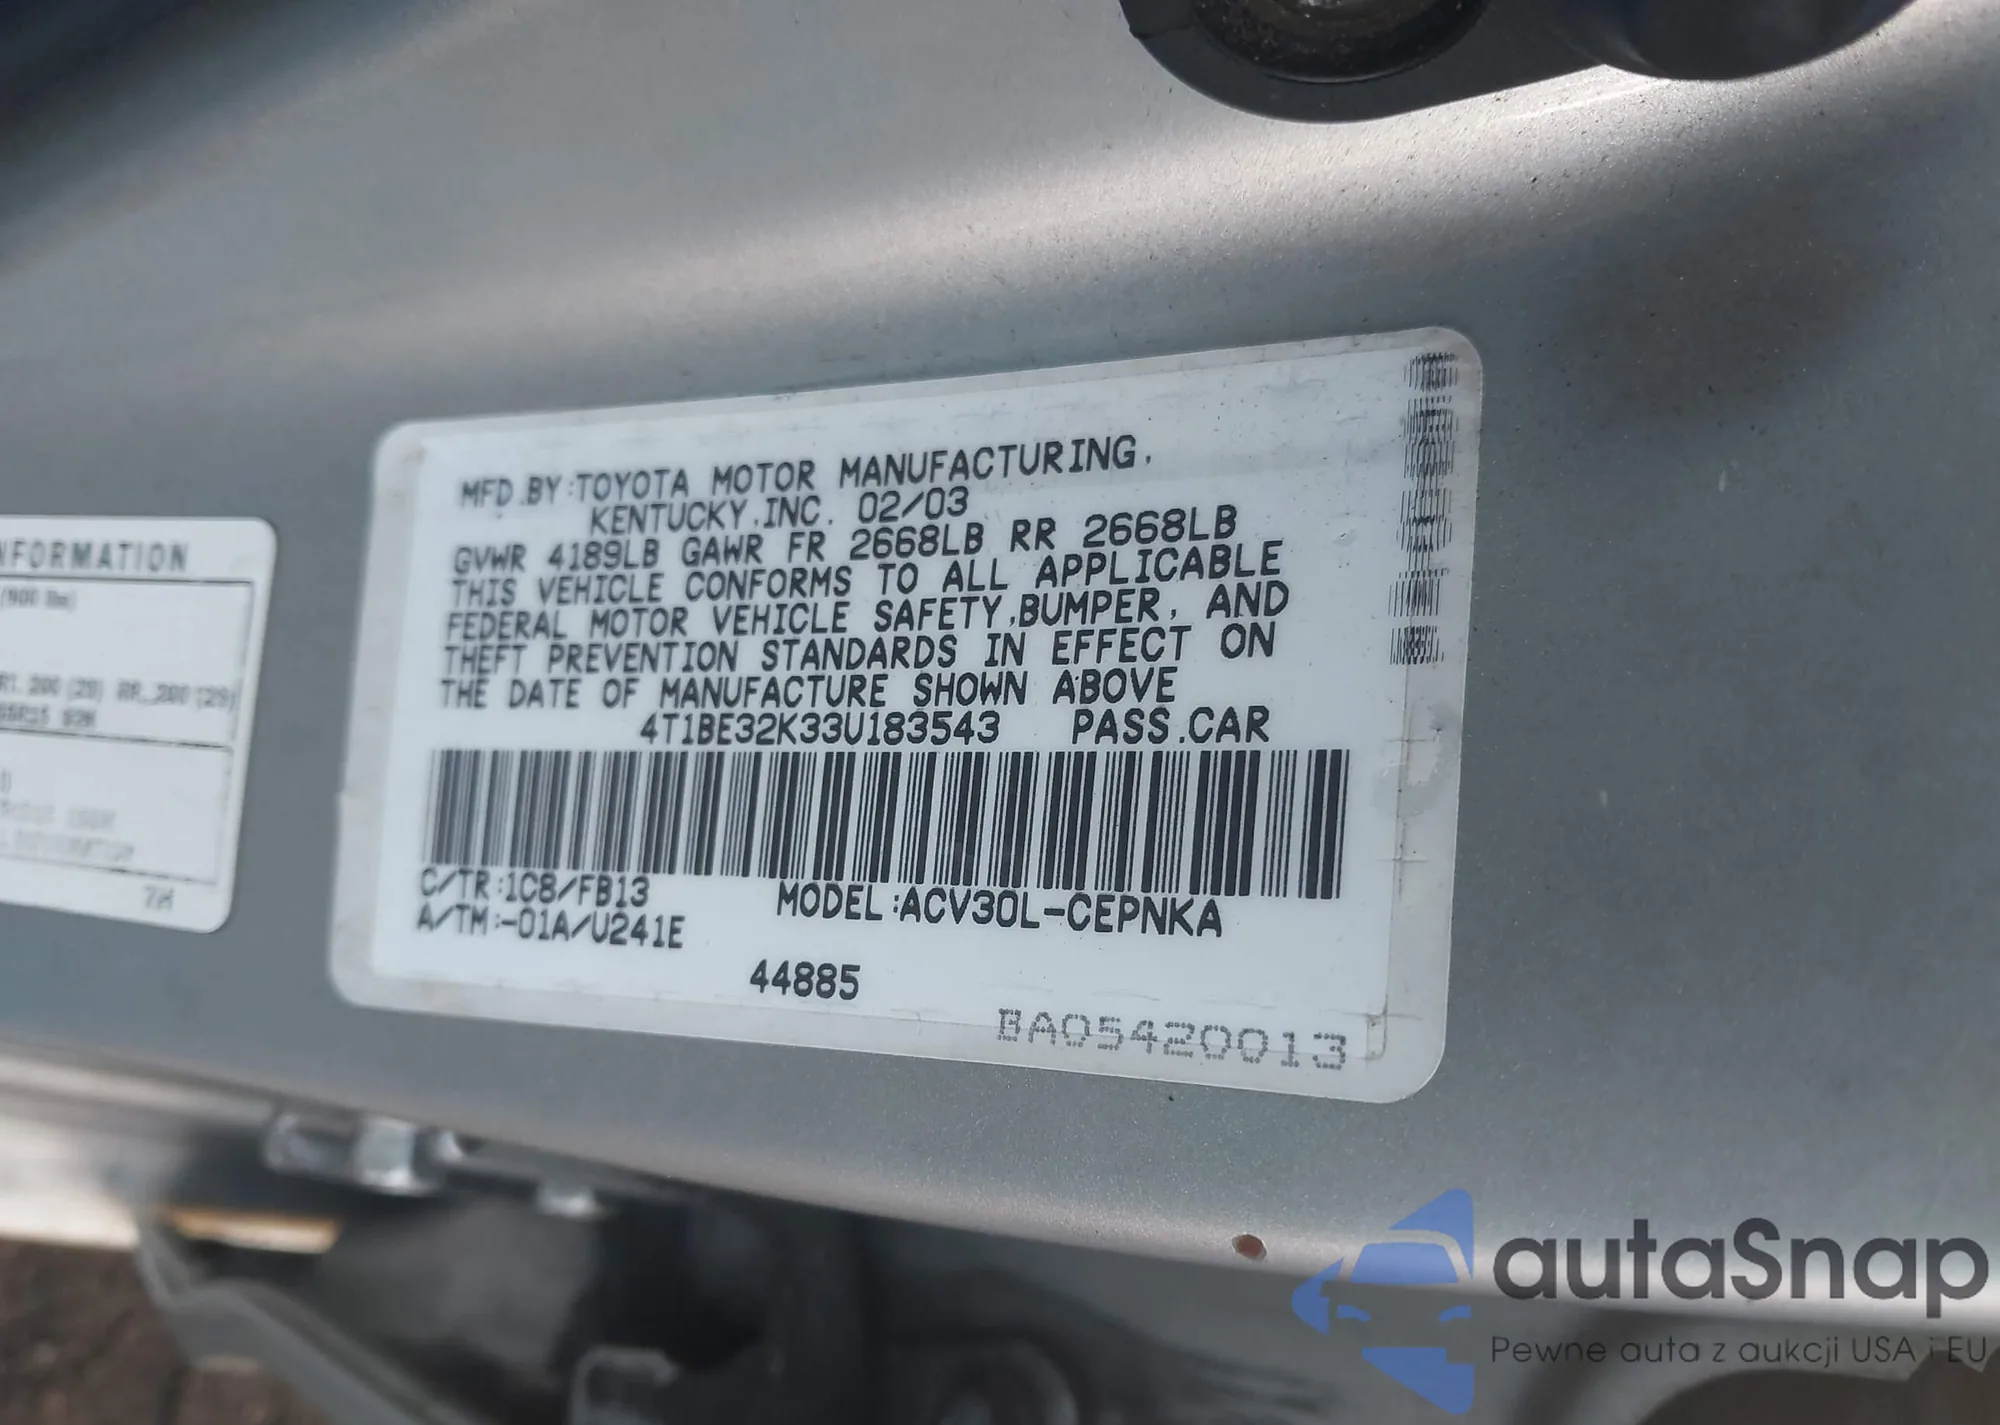 MFD.BY:TOYOTA MOTOR MANUFACTURING.
KENTUCKY,INC. 02/03
GVWR 4189LB GAWR FR 2668LB RR 2668LB
THIS VEHICLE CONFORMS TO ALL APPLICABLE
FEDERAL MOTOR VEHICLE SAFETY,BUMPER, AND
THEFT PREVENTION STANDARDS IN EFFECT ON
THE DATE OF MANUFACTURE SHOWN ABOVE
4T1BE32K33U183543 PASS.CAR
C/TR:1C8/FB13
MODEL:ACV30L-CEPNKA
A/TM:-01A/U241E
44885
BA05420013
NFORMATION
autaSnap
Pewne auta z aukcji USA i EU